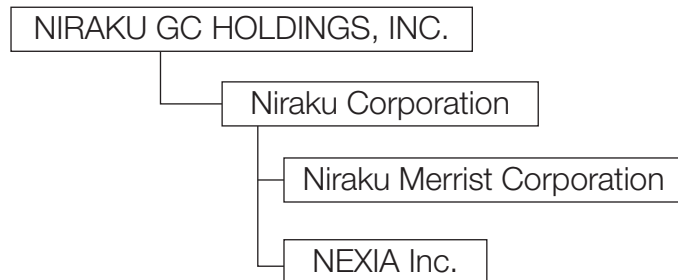 NIRAKU GC HOLDINGS, INC.
Niraku Corporation
Niraku Merrist Corporation
NEXIA Inc.